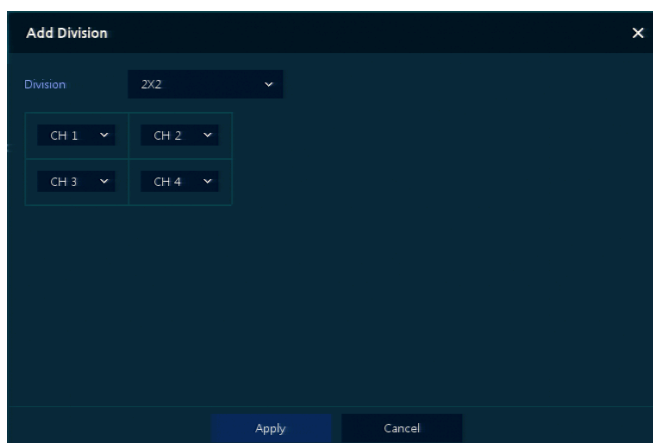 Add Division
Division 2X2
CH 1 CH 2
CH 3 CH 4
Apply Cancel